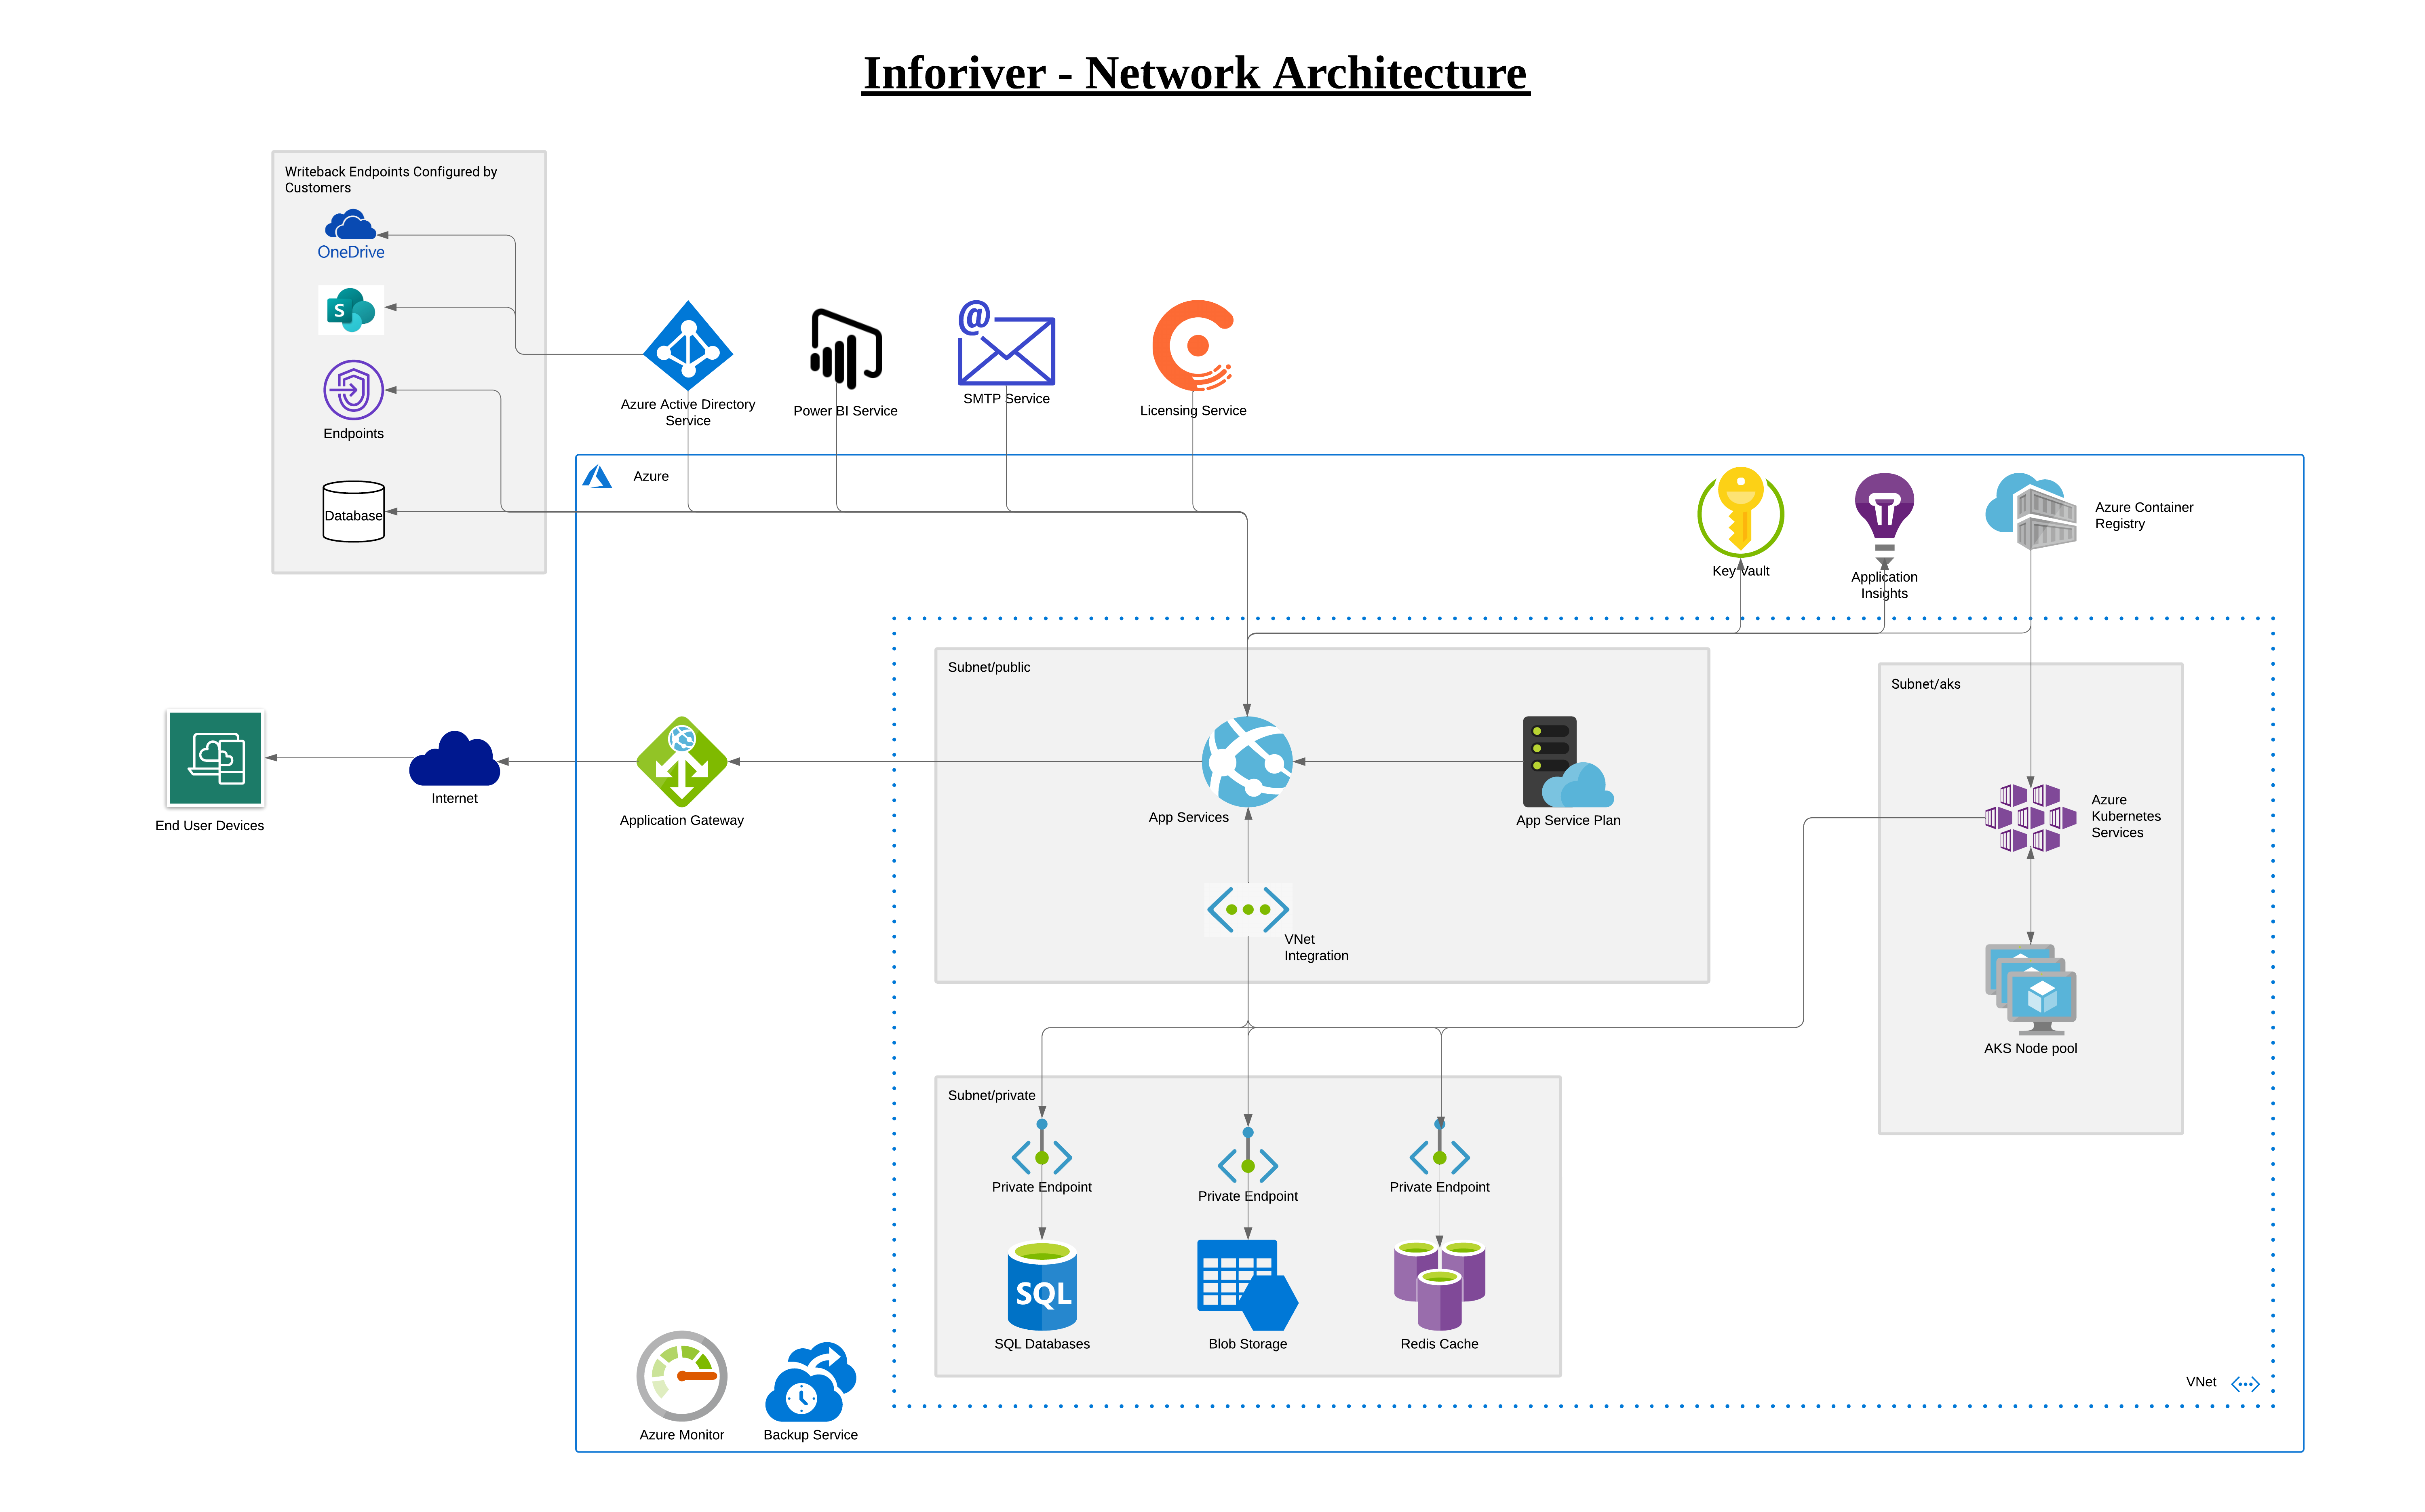 Inforiver - Network Architecture
Writeback Endpoints Configured by
Customers
OneDrive
S
Endpoints
Database
Azure Active Directory
Service
Power BI Service
@
SMTP Service
Licensing Service
Azure
Key Vault
Application
Insights
Azure Container
Registry
Subnet/public
Subnet/aks
End User Devices
Internet
Application Gateway
App Services
App Service Plan
Azure
Kubernetes
Services
VNet
Integration
AKS Node pool
Subnet/private
Private Endpoint
Private Endpoint
Private Endpoint
SQL
SQL Databases
Blob Storage
Redis Cache
VNet
Azure Monitor
Backup Service